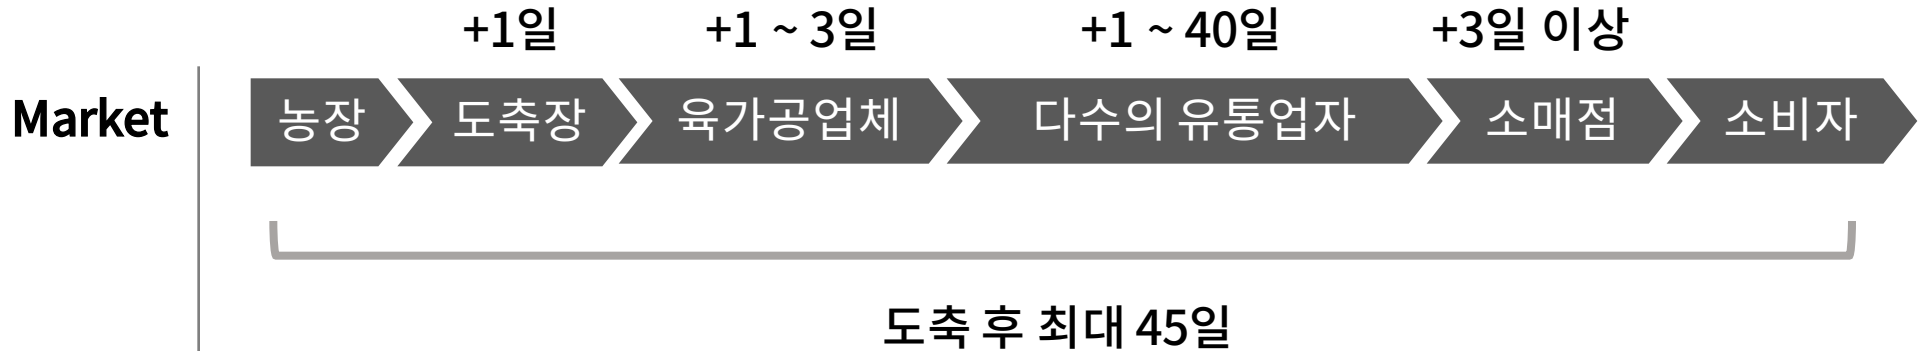 +1일 +1 ~ 3일 +1 ~ 40일 +3일 이상
Market 농장 도축장 육가공업체 다수의 유통업자 소매점 소비자
도축 후 최대 45일